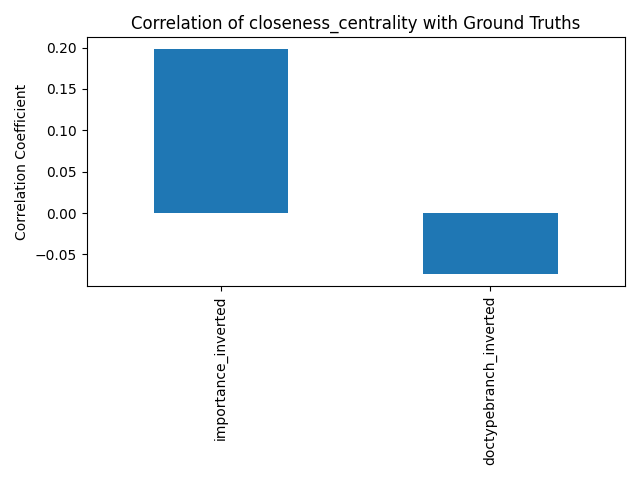 Correlation of closeness_centrality with Ground Truths
Correlation Coefficient
0.20
0.15
0.10
0.05
0.00
−0.05
importance_inverted
doctypebranch_inverted